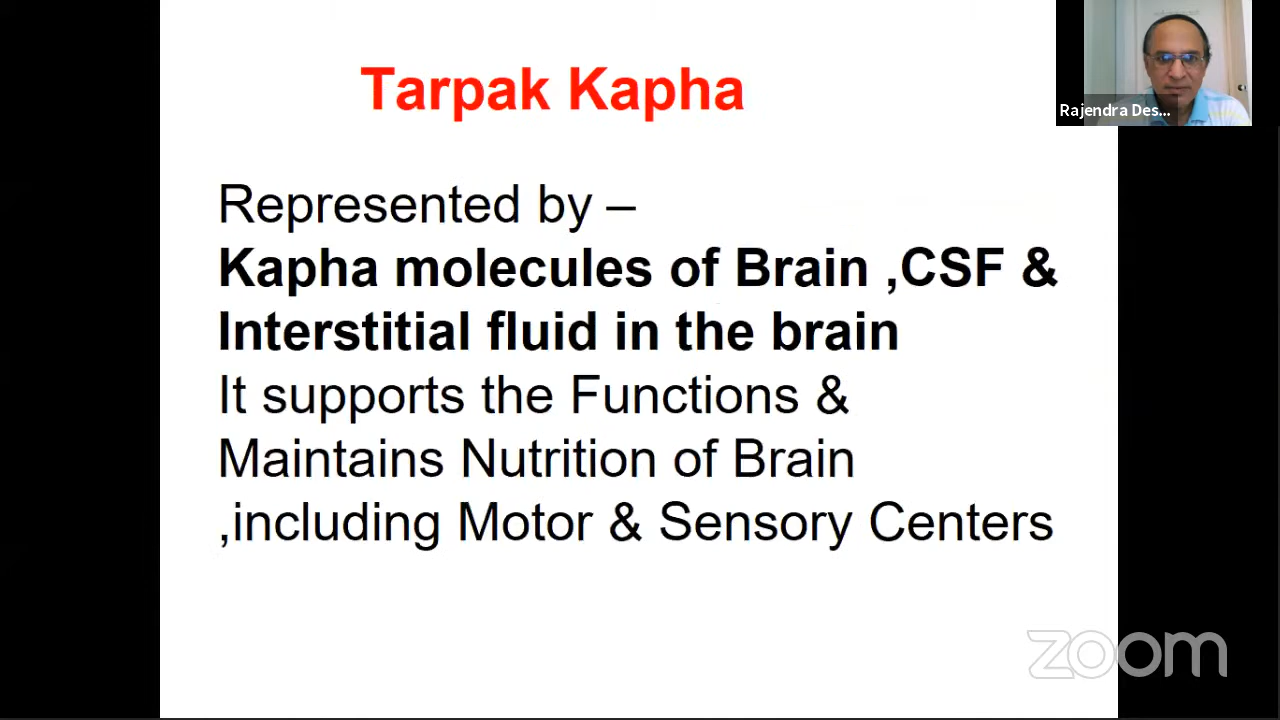 Tarpak Kapha
Rajendra Des...
Represented by –
Kapha molecules of Brain ,CSF &
Interstitial fluid in the brain
It supports the Functions &
Maintains Nutrition of Brain
,including Motor & Sensory Centers
zoom